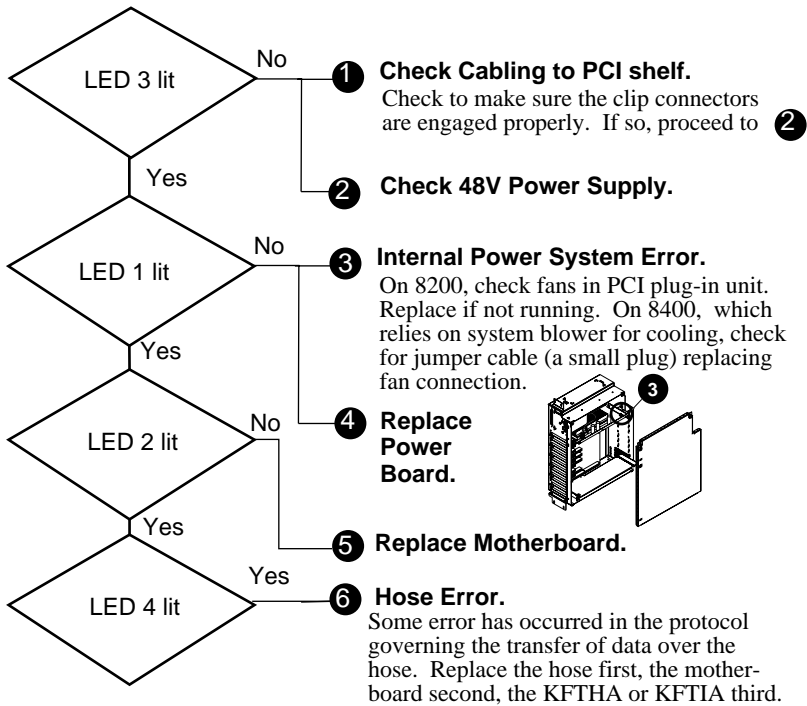 LED 3 lit
No
1 Check Cabling to PCI shelf.
Check to make sure the clip connectors
are engaged properly. If so, proceed to 2
Yes
2 Check 48V Power Supply.
LED 1 lit
No
3 Internal Power System Error.
On 8200, check fans in PCI plug-in unit.
Replace if not running. On 8400, which
relies on system blower for cooling, check
for jumper cable (a small plug) replacing
fan connection.
Yes
3
4 Replace
Power
Board.
LED 2 lit
No
Yes
5 Replace Motherboard.
LED 4 lit
Yes
6 Hose Error.
Some error has occurred in the protocol
governing the transfer of data over the
hose. Replace the hose first, the mother-
board second, the KFTHA or KFTIA third.